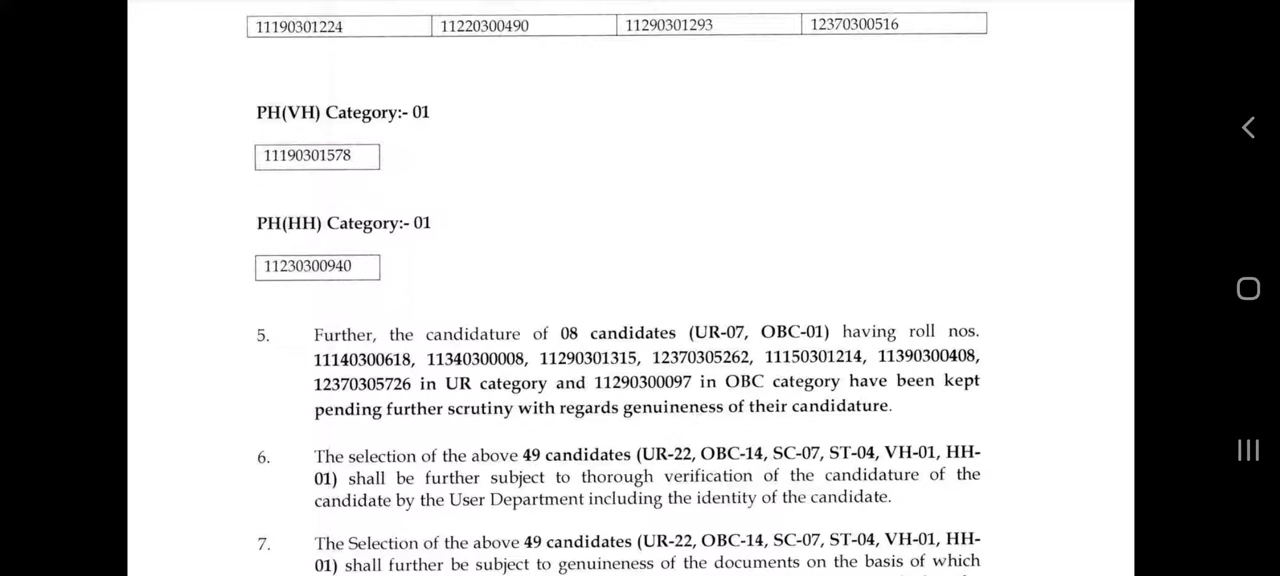 11190301224 11220300490 11290301293 12370300516
PH(VH) Category:- 01
11190301578
PH(HH) Category:- 01
11230300940
5. Further, the candidature of 08 candidates (UR-07, OBC-01) having roll nos.
11140300618, 11340300008, 11290301315, 12370305262, 11150301214, 11390300408,
12370305726 in UR category and 11290300097 in OBC category have been kept
pending further scrutiny with regards genuineness of their candidature.
6. The selection of the above 49 candidates (UR-22, OBC-14, SC-07, ST-04, VH-01, HH-
01) shall be further subject to thorough verification of the candidature of the
candidate by the User Department including the identity of the candidate.
7. The Selection of the above 49 candidates (UR-22, OBC-14, SC-07, ST-04, VH-01, HH-
01) shall further be subject to genuineness of the documents on the basis of which